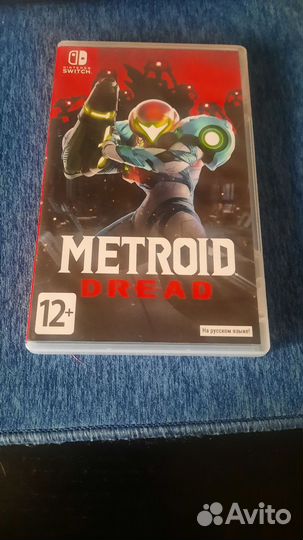 NINTENDO
SWITCH
METROID
DREAD
12+
На русском языке!
Avito